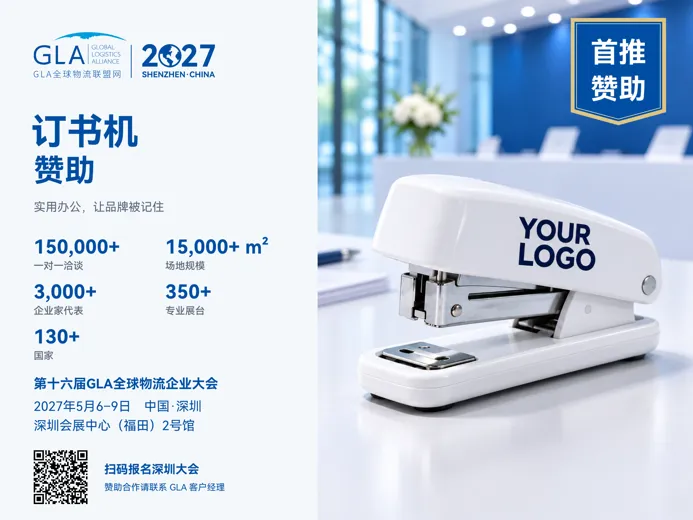 GLA
GLOBAL
LOGISTICS
ALLIANCE
GLA全球物流联盟网
2027
SHENZHEN·CHINA
首推
赞助
订书机
赞助
实用办公，让品牌被记住
150,000+
一对一洽谈
15,000+ m²
场地规模
3,000+
企业家代表
350+
专业展台
130+
国家
第十六届GLA全球物流企业大会
2027年5月6-9日 中国·深圳
深圳会展中心（福田）2号馆
扫码报名深圳大会
赞助合作请联系 GLA 客户经理
YOUR
LOGO